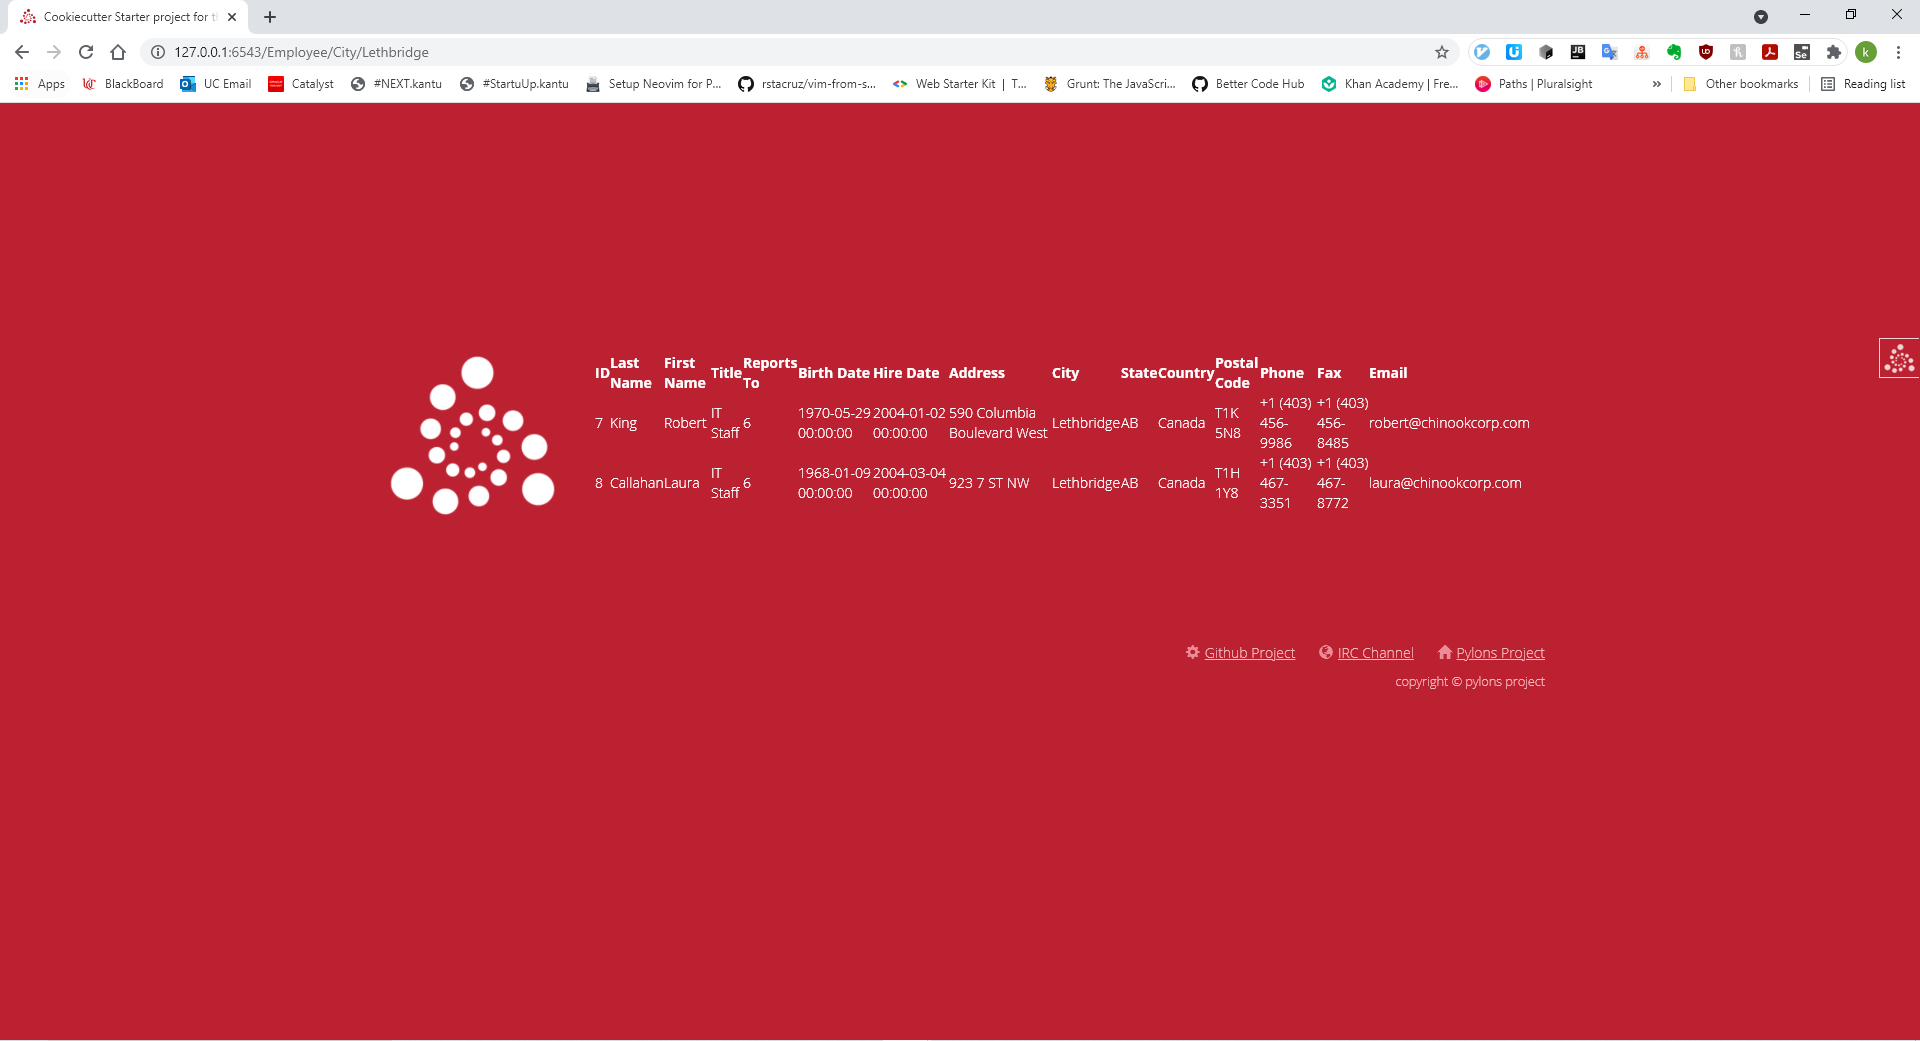 Cookiecutter Starter project for t
127.0.0.1:6543/Employee/City/Lethbridge
Apps BlackBoard UC Email Catalyst #NEXT.kantu #StartuUp.kantu Setup Neovim for P... rstacruz/vim-from-s... Web Starter Kit | T... Grunt: The JavaScri... Better Code Hub Khan Academy | Fre... Paths | Pluralsight » Other bookmarks Reading list
ID Last Name First Name Title Reports To Birth Date Hire Date Address City State Country Postal Code Phone Fax Email
7 King Robert IT Staff 6 1970-05-29 00:00:00 2004-01-02 00:00:00 590 Columbia Boulevard West Lethbridge AB Canada T1K 5N8 +1 (403) 456-9986 +1 (403) 456-8485 robert@chinookcorp.com
8 Callahan Laura IT Staff 6 1968-01-09 00:00:00 2004-03-04 00:00:00 923 7 ST NW Lethbridge AB Canada T1H 1Y8 +1 (403) 467-3351 +1 (403) 467-8772 laura@chinookcorp.com
Github Project IRC Channel Pylons Project
copyright © pylons project